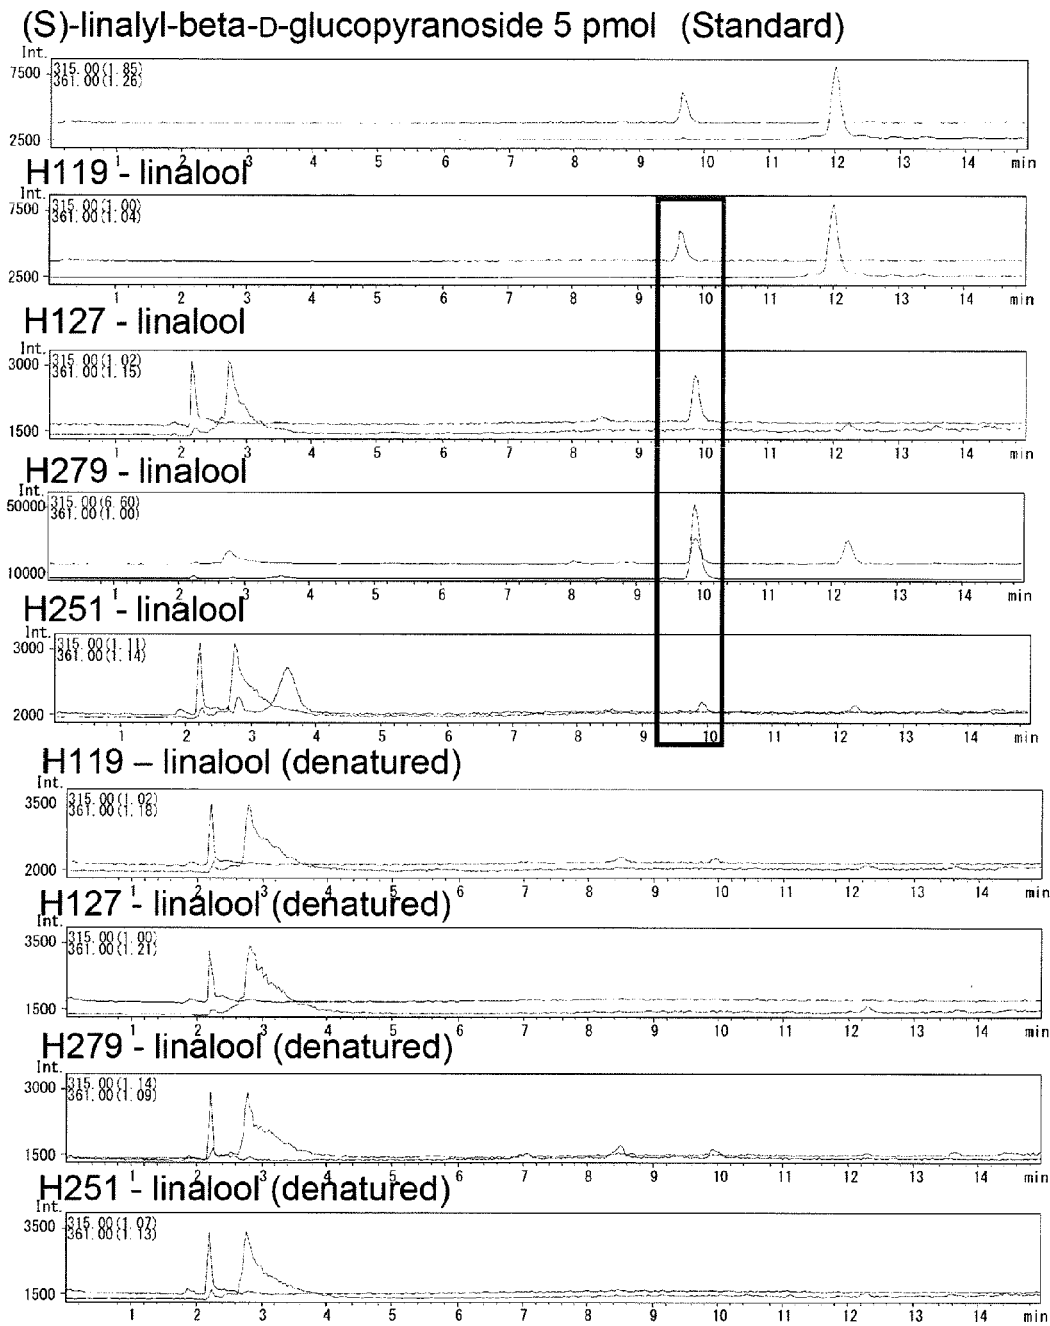 (S)-linalyl-beta-D-glucopyranoside 5 pmol (Standard)
Int.
7500
315.00(1.85)
361.00(1.26)
2500
1 2 3 4 5 6 7 8 9 10 11 12 13 14 min
H119 - linalool
Int.
7500
315.00(1.00)
361.00(1.04)
2500
1 2 3 4 5 6 7 8 9 10 11 12 13 14 min
H127 - linalool
Int.
3000
315.00(1.02)
361.00(1.15)
1500
1 2 3 4 5 6 7 8 9 10 11 12 13 14 min
H279 - linalool
Int.
50000
315.00(6.60)
361.00(1.00)
10000
1 2 3 4 5 6 7 8 9 10 11 12 13 14 min
H251 - linalool
Int.
3000
315.00(1.11)
361.00(1.14)
2000
1 2 3 4 5 6 7 8 9 10 11 12 13 14 min
H119 – linalool (denatured)
Int.
3500
315.00(1.02)
361.00(1.18)
2000
1 2 3 4 5 6 7 8 9 10 11 12 13 14 min
H127 - linalool (denatured)
Int.
3500
315.00(1.00)
361.00(1.21)
1500
1 2 3 4 5 6 7 8 9 10 11 12 13 14 min
H279 - linalool (denatured)
Int.
3000
315.00(1.14)
361.00(1.09)
1500
1 2 3 4 5 6 7 8 9 10 11 12 13 14 min
H251 - linalool (denatured)
Int.
3500
315.00(1.07)
361.00(1.13)
1500
1 2 3 4 5 6 7 8 9 10 11 12 13 14 min